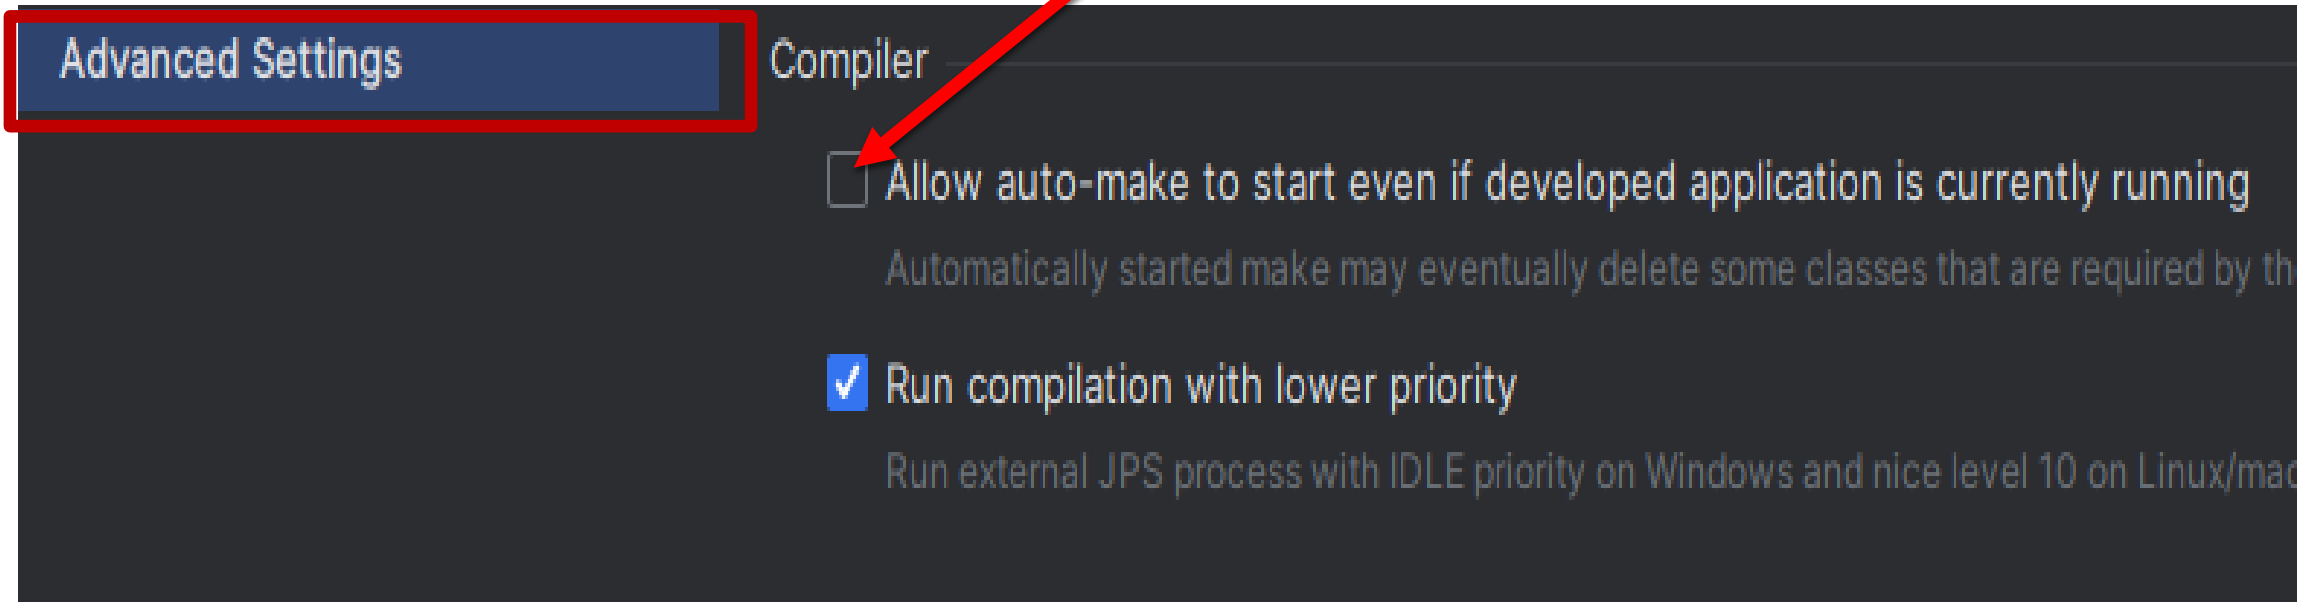 Advanced Settings
Compiler
Allow auto-make to start even if developed application is currently running
Automatically started make may eventually delete some classes that are required by
Run compilation with lower priority
Run external JPS process with IDLE priority on Windows and nice level 10 on Linux/mac